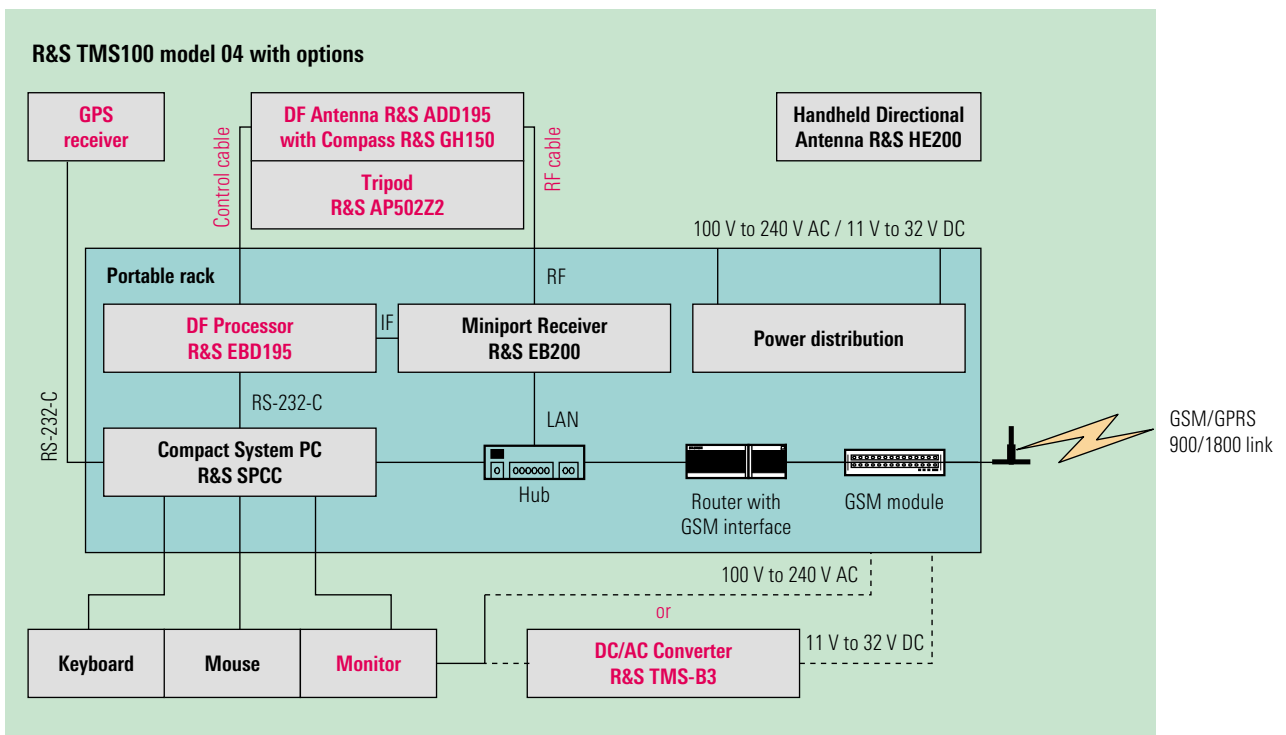 R&S TMS100 model 04 with options
GPS
receiver
Control cable
DF Antenna R&S ADD195
with Compass R&S GH150
Tripod
R&S AP502Z2
RF cable
Handheld Directional
Antenna R&S HE200
100 V to 240 V AC / 11 V to 32 V DC
Portable rack
RF
DF Processor
R&S EBD195
IF
Miniport Receiver
R&S EB200
Power distribution
RS-232-C
RS-232-C
LAN
Compact System PC
R&S SPCC
Hub
Router with
GSM interface
GSM module
GSM/GPRS
900/1800 link
100 V to 240 V AC
or
Keyboard
Mouse
Monitor
DC/AC Converter
R&S TMS-B3
11 V to 32 V DC